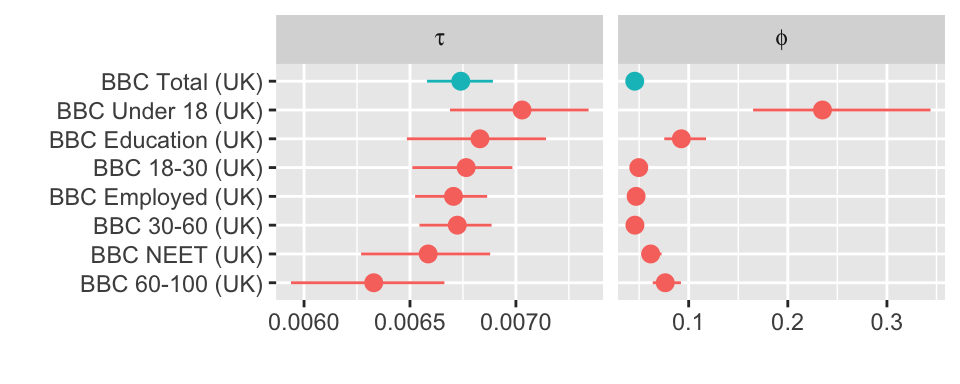 τ ϕ
BBC Total (UK)
BBC Under 18 (UK)
BBC Education (UK)
BBC 18-30 (UK)
BBC Employed (UK)
BBC 30-60 (UK)
BBC NEET (UK)
BBC 60-100 (UK)
0.0060 0.0065 0.0070 0.1 0.2 0.3